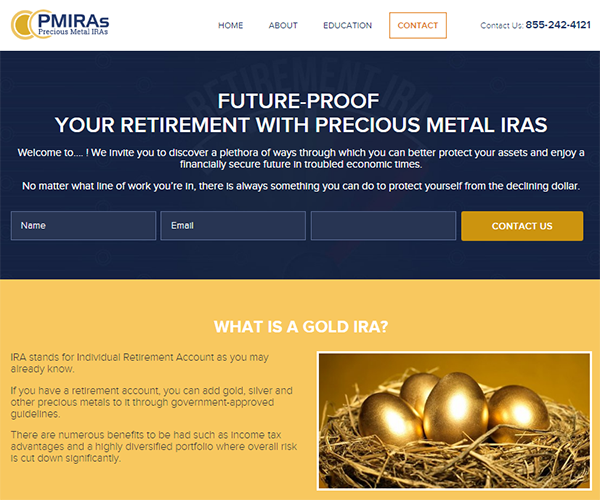 PMIRAs
Precious Metal IRAs
HOME
ABOUT
EDUCATION
CONTACT
Contact Us: 855-242-4121
RETIREMENT IRA
FUTURE-PROOF
YOUR RETIREMENT WITH PRECIOUS METAL IRAS
Welcome to.... ! We invite you to discover a plethora of ways through which you can better protect your assets and enjoy a
financially secure future in troubled economic times.
No matter what line of work you're in, there is always something you can do to protect yourself from the declining dollar.
Name
Email
CONTACT US
WHAT IS A GOLD IRA?
IRA stands for Individual Retirement Account as you may
already know.
If you have a retirement account, you can add gold, silver and
other precious metals to it through government-approved
guidelines.
There are numerous benefits to be had such as income tax
advantages and a highly diversified portfolio where overall risk
is cut down significantly.